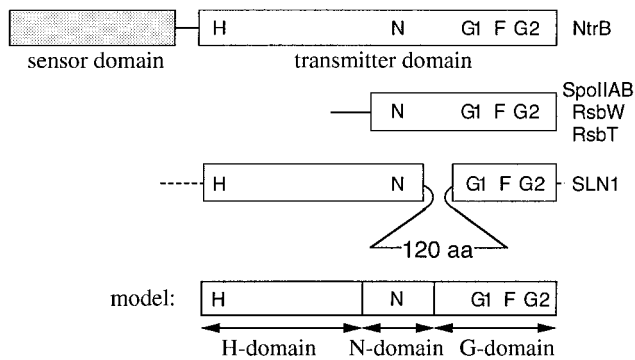 H N G1 F G2 NtrB
sensor domain transmitter domain
SpoIIAB
N G1 F G2 RsbW
RsbT
H N G1 F G2 SLN1
120 aa
model: H N G1 F G2
H-domain N-domain G-domain